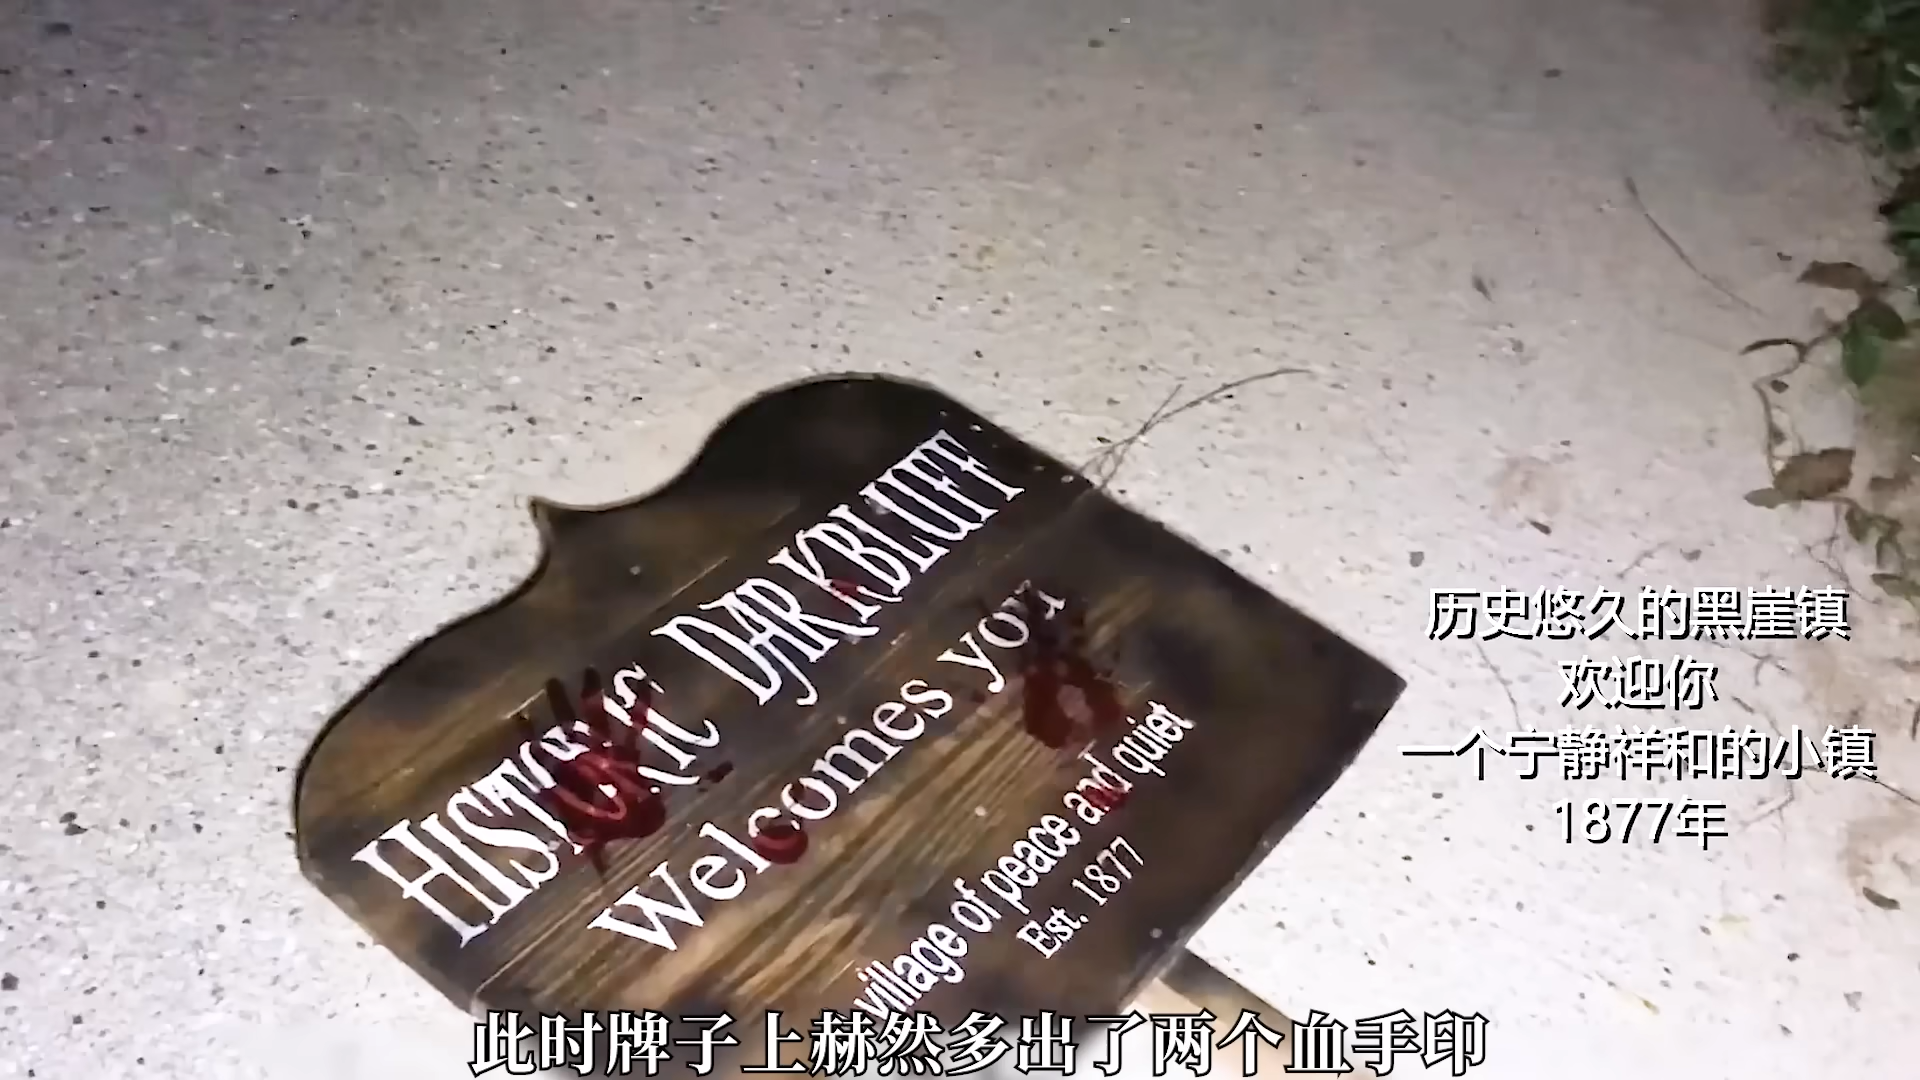 HISTORIC DARKBLUFF
Welcomes you
village of peace and quiet
Est. 1877
历史悠久的黑崖镇
欢迎你
一个宁静祥和的小镇
1877年
此时牌子上赫然多出了两个血手印